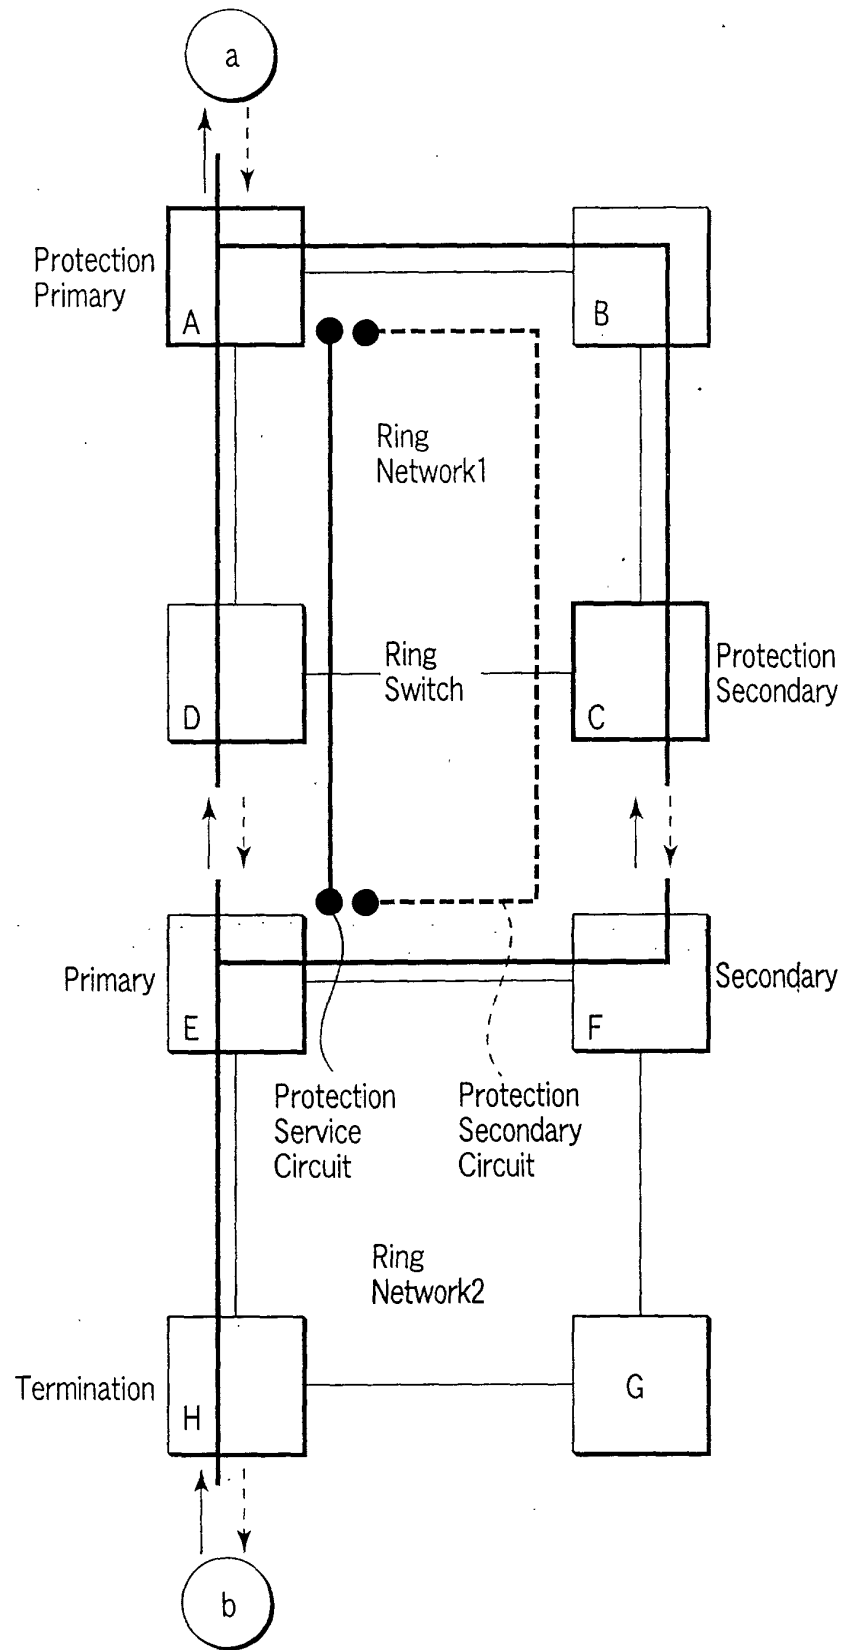 a
Protection
Primary
A
B
Ring
Network1
Ring
Switch
D
C
Protection
Secondary
Primary
E
F
Secondary
Protection
Service
Circuit
Protection
Secondary
Circuit
Ring
Network2
Termination
H
G
b